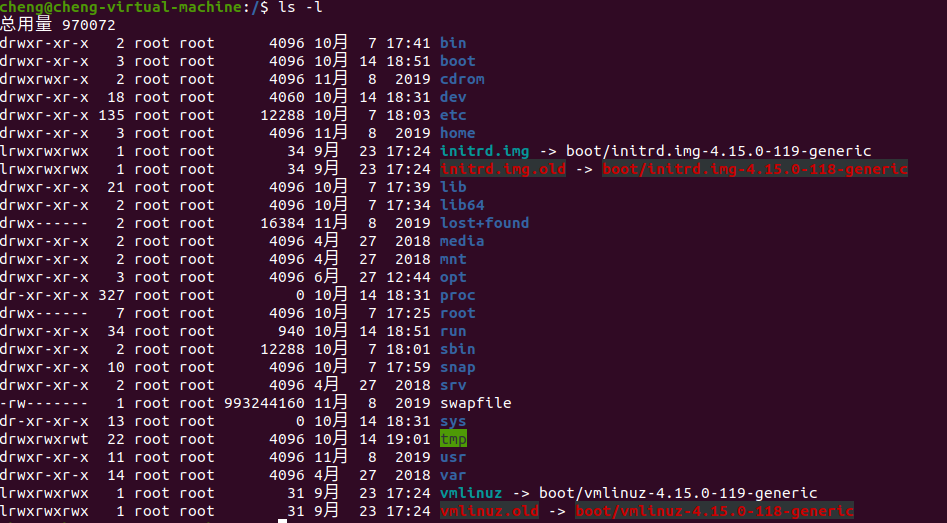 cheng@cheng-virtual-machine:/$ ls -l
总用量 970072
drwxr-xr-x   2 root root      4096 10月  7 17:41 bin
drwxr-xr-x   3 root root      4096 10月 14 18:51 boot
drwxrwxr-x   2 root root      4096 11月  8  2019 cdrom
drwxr-xr-x  18 root root      4060 10月 14 18:31 dev
drwxr-xr-x 135 root root     12288 10月  7 18:03 etc
drwxr-xr-x   3 root root      4096 11月  8  2019 home
lrwxrwxrwx   1 root root        34 9月  23 17:24 initrd.img -> boot/initrd.img-4.15.0-119-generic
lrwxrwxrwx   1 root root        34 9月  23 17:24 initrd.img.old -> boot/initrd.img-4.15.0-118-generic
drwxr-xr-x  21 root root      4096 10月  7 17:39 lib
drwxr-xr-x   2 root root      4096 10月  7 17:34 lib64
drwx------   2 root root     16384 11月  8  2019 lost+found
drwxr-xr-x   2 root root      4096 4月  27  2018 media
drwxr-xr-x   2 root root      4096 4月  27  2018 mnt
drwxr-xr-x   3 root root      4096 6月  27 12:44 opt
dr-xr-xr-x 327 root root         0 10月 14 18:31 proc
drwx------   7 root root      4096 10月  7 17:25 root
drwxr-xr-x  34 root root       940 10月 14 18:51 run
drwxr-xr-x   2 root root     12288 10月  7 18:01 sbin
drwxr-xr-x  10 root root      4096 10月  7 17:59 snap
drwxr-xr-x   2 root root      4096 4月  27  2018 srv
-rw-------   1 root root 993244160 11月  8  2019 swapfile
dr-xr-xr-x  13 root root         0 10月 14 18:31 sys
drwxrwxrwt  22 root root      4096 10月 14 19:01 tmp
drwxr-xr-x  11 root root      4096 11月  8  2019 usr
drwxr-xr-x  14 root root      4096 4月  27  2018 var
lrwxrwxrwx   1 root root        31 9月  23 17:24 vmlinuz -> boot/vmlinuz-4.15.0-119-generic
lrwxrwxrwx   1 root root        31 9月  23 17:24 vmlinuz.old -> boot/vmlinuz-4.15.0-118-generic